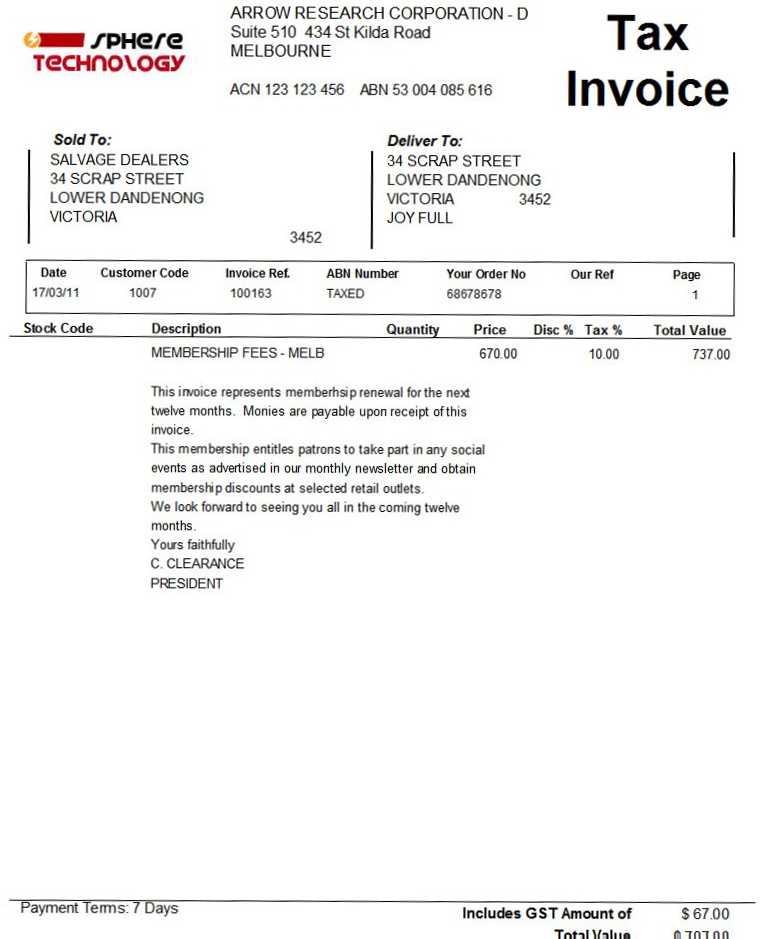 SPHERE
TECHNOLOGY
ARROW RESEARCH CORPORATION - D
Suite 510 434 St Kilda Road
MELBOURNE
ACN 123 123 456 ABN 53 004 085 616
Tax
Invoice
Sold To:
SALVAGE DEALERS
34 SCRAP STREET
LOWER DANDENONG
VICTORIA
3452
Deliver To:
34 SCRAP STREET
LOWER DANDENONG
VICTORIA 3452
JOY FULL
Date Customer Code Invoice Ref. ABN Number Your Order No Our Ref Page
17/03/11 1007 100163 TAXED 68678678 1
Stock Code Description Quantity Price Disc % Tax % Total Value
MEMBERSHIP FEES - MELB 670.00 10.00 737.00
This invoice represents memberhsip renewal for the next
twelve months. Monies are payable upon receipt of this
invoice.
This membership entitles patrons to take part in any social
events as advertised in our monthly newsletter and obtain
membership discounts at selected retail outlets.
We look forward to seeing you all in the coming twelve
months.
Yours faithfully
C. CLEARANCE
PRESIDENT
Payment Terms: 7 Days
Includes GST Amount of $ 67.00
Total Value